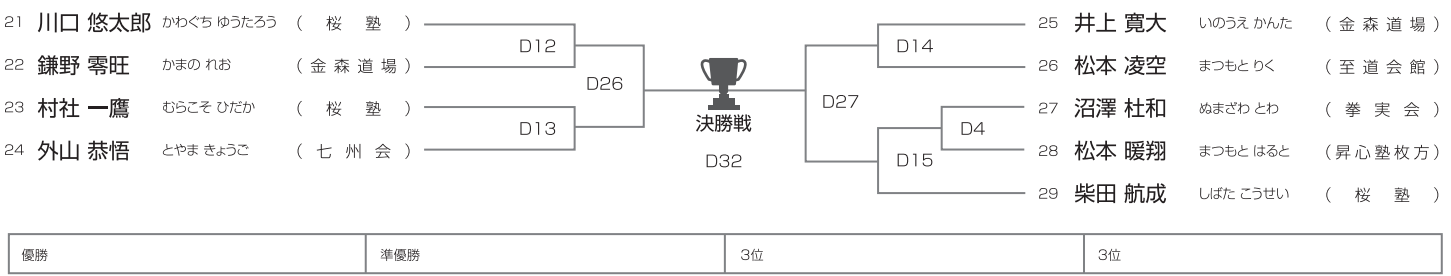 21 川口 悠太郎 かわぐち ゆうたろう (桜塾)
22 鎌野 零旺 かまの れお (金森道場)
23 村社 一鷹 むらこそ ひだか (桜塾)
24 外山 恭悟 とやま きょうご (七州会)
D12
D13
D26
決勝戦
D32
D27
D14
D4
D15
25 井上 寛大 いのうえ かんた (金森道場)
26 松本 凌空 まつもと りく (至道会館)
27 沼澤 杜和 ぬまざわ とわ (拳実会)
28 松本 暖翔 まつもと はると (昇心塾枚方)
29 柴田 航成 しばた こうせい (桜塾)
優勝 準優勝 3位 3位